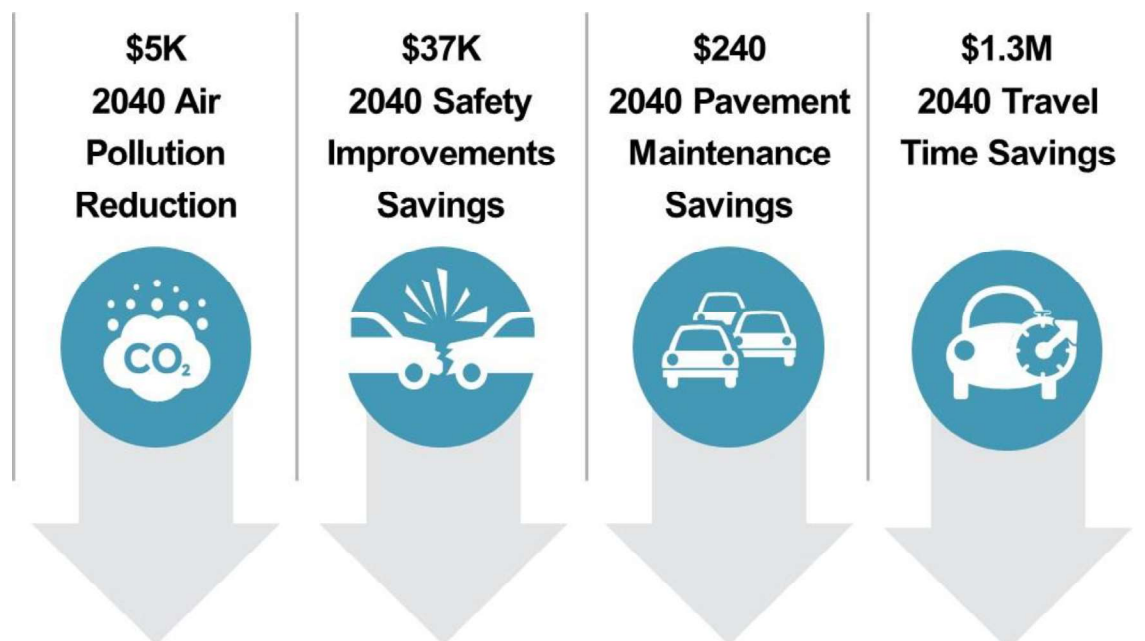 $5K
2040 Air
Pollution
Reduction
$37K
2040 Safety
Improvements
Savings
$240
2040 Pavement
Maintenance
Savings
$1.3M
2040 Travel
Time Savings
CO₂